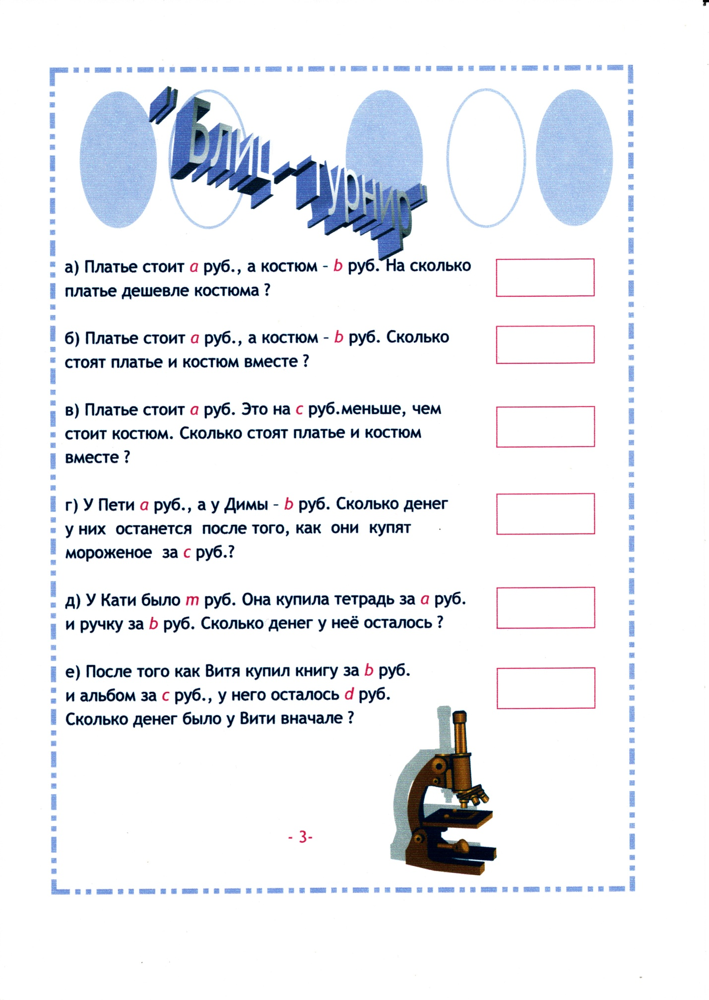 "Блиц-турнир"
а) Платье стоит a руб., а костюм - b руб. На сколько
платье дешевле костюма ?
б) Платье стоит a руб., а костюм - b руб. Сколько
стоят платье и костюм вместе ?
в) Платье стоит a руб. Это на c руб.меньше, чем
стоит костюм. Сколько стоят платье и костюм
вместе ?
г) У Пети a руб., а у Димы - b руб. Сколько денег
у них останется после того, как они купят
мороженое за c руб.?
д) У Кати было m руб. Она купила тетрадь за a руб.
и ручку за b руб. Сколько денег у неё осталось ?
е) После того как Витя купил книгу за b руб.
и альбом за c руб., у него осталось d руб.
Сколько денег было у Вити вначале ?
- 3-